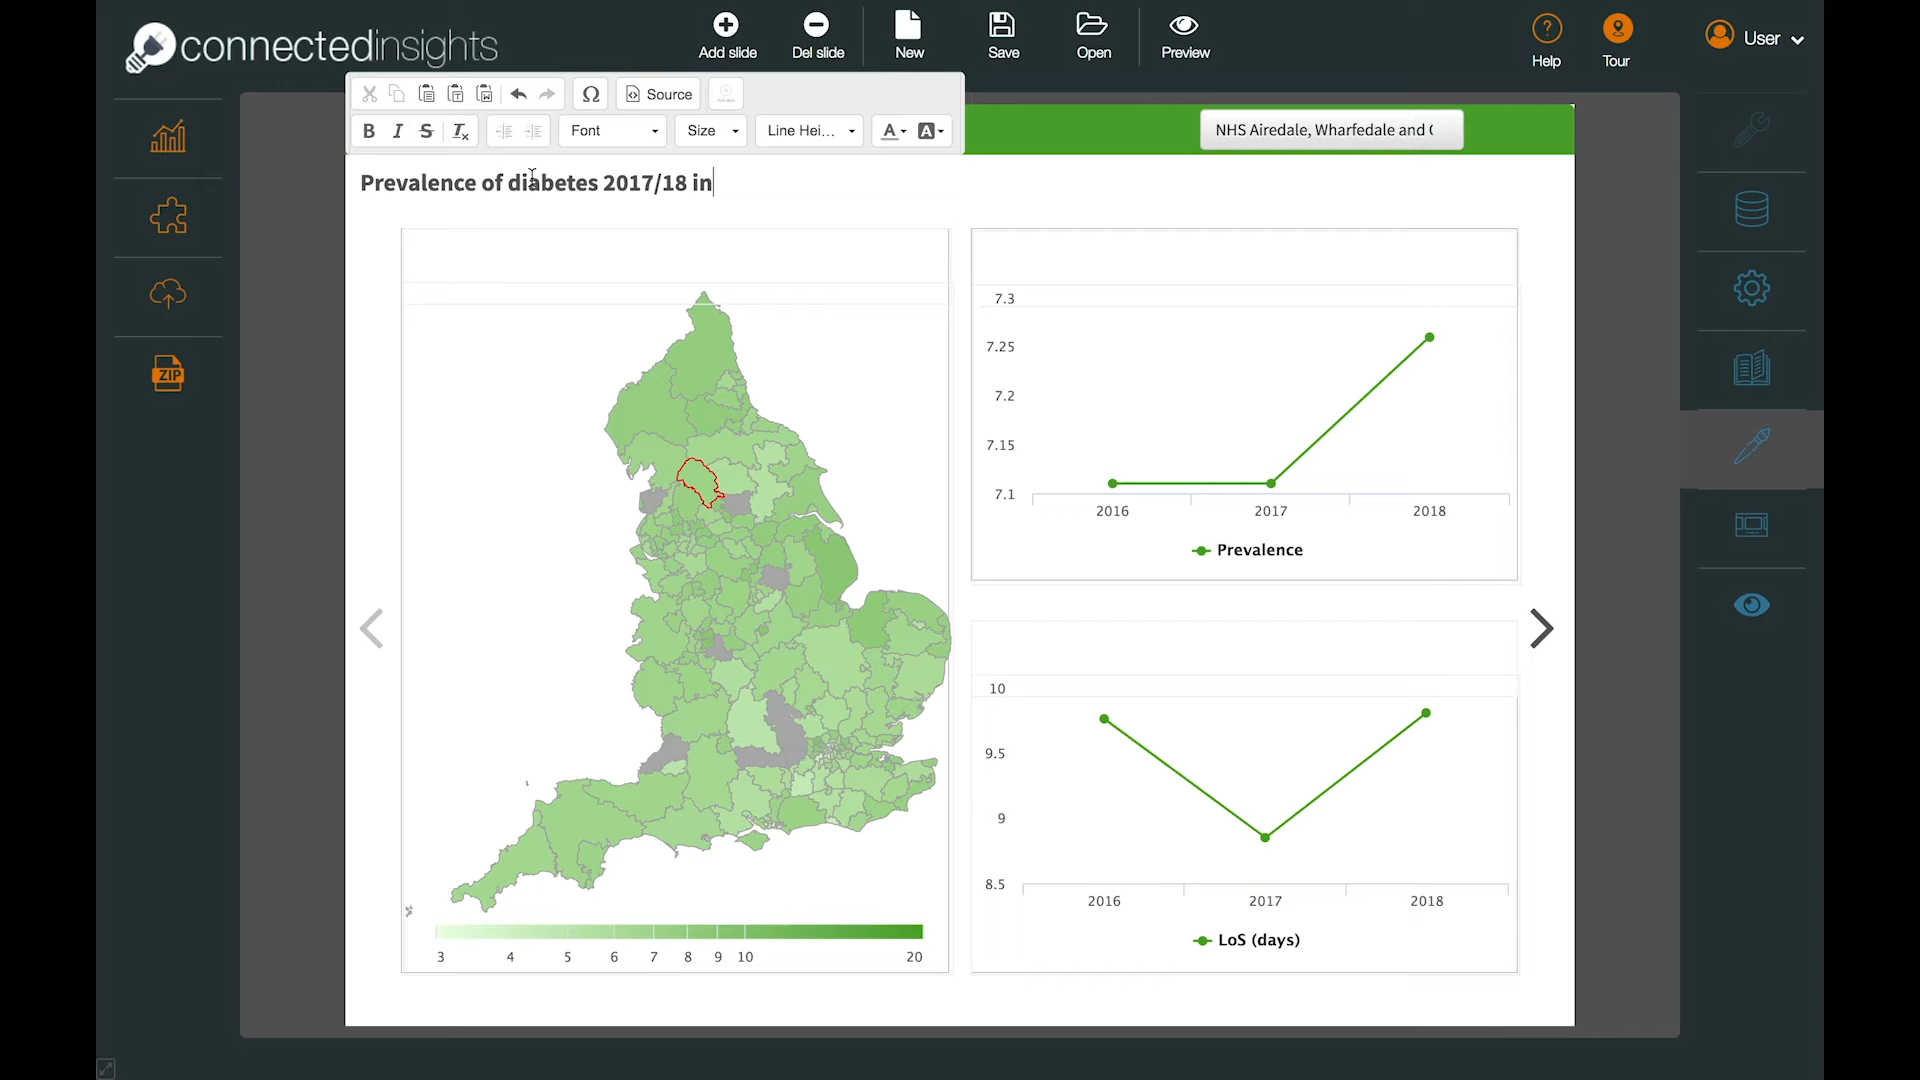 connectedinsights
Add slide
Del slide
New
Save
Open
Preview
Help
Tour
User
Source
B I S Tx
Font
Size
Line Hei...
A
A
NHS Airedale, Wharfedale and
Prevalence of diabetes 2017/18 in
ZIP
3 4 5 6 7 8 9 10 20
7.3
7.25
7.2
7.15
7.1
2016 2017 2018
Prevalence
10
9.5
9
8.5
2016 2017 2018
LoS (days)